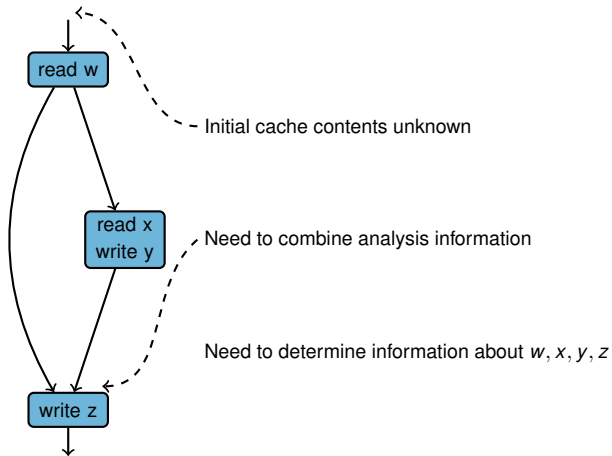 read w
Initial cache contents unknown
read x
write y
Need to combine analysis information
Need to determine information about w, x, y, z
write z